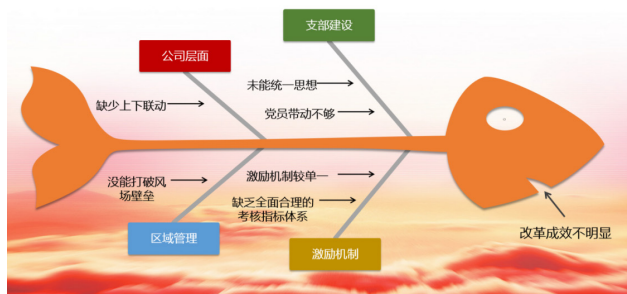 支部建设
公司层面
未能统一思想
缺少上下联动
党员带动不够
没能打破风
场壁垒
激励机制较单一
缺乏全面合理的
考核指标体系
区域管理
激励机制
改革成效不明显